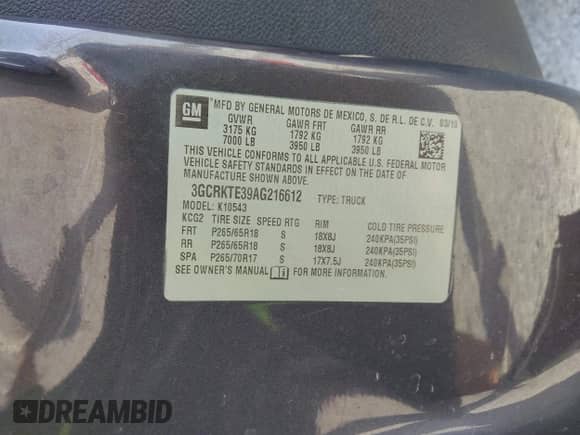 GM MFD BY GENERAL MOTORS DE MEXICO, S. DE R.L. DE C.V. 03/10
GVWR GAWR FRT GAWR RR
3175 KG 1792 KG 1792 KG
7000 LB 3950 LB 3950 LB
THIS VEHICLE CONFORMS TO ALL APPLICABLE U.S. FEDERAL MOTOR
VEHICLE SAFETY STANDARDS IN EFFECT ON THE DATE OF
MANUFACTURE SHOWN ABOVE.
3GCRKTE39AG216612 TYPE: TRUCK
MODEL: K10543
KCG2 TIRE SIZE SPEED RTG RIM COLD TIRE PRESSURE
FRT P265/65R18 S 18X8J 240KPA(35PSI)
RR P265/65R18 S 18X8J 240KPA(35PSI)
SPA P265/70R17 S 17X7.5J 240KPA(35PSI)
SEE OWNER'S MANUAL FOR MORE INFORMATION.
DREAMBID